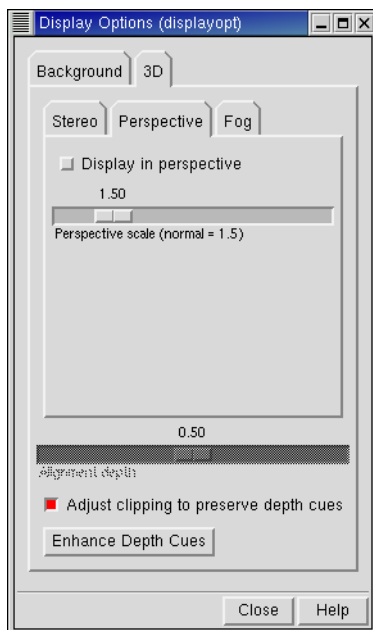 Display Options (displayopt)
Background 3D
Stereo Perspective Fog
Display in perspective
1.50
Perspective scale (normal = 1.5)
0.50
Alignment depth
Adjust clipping to preserve depth cues
Enhance Depth Cues
Close Help